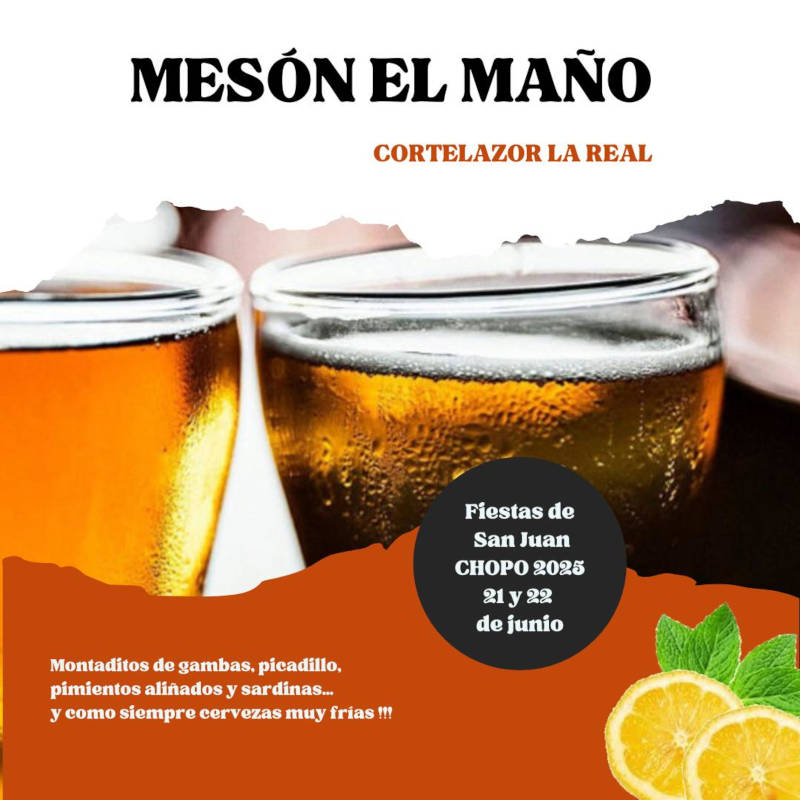 MESÓN EL MAÑO
CORTELAZOR LA REAL
Fiestas de
San Juan
CHOPO 2025
21 y 22
de junio
Montaditos de gambas, picadillo,
pimientos aliñados y sardinas...
y como siempre cervezas muy frías !!!